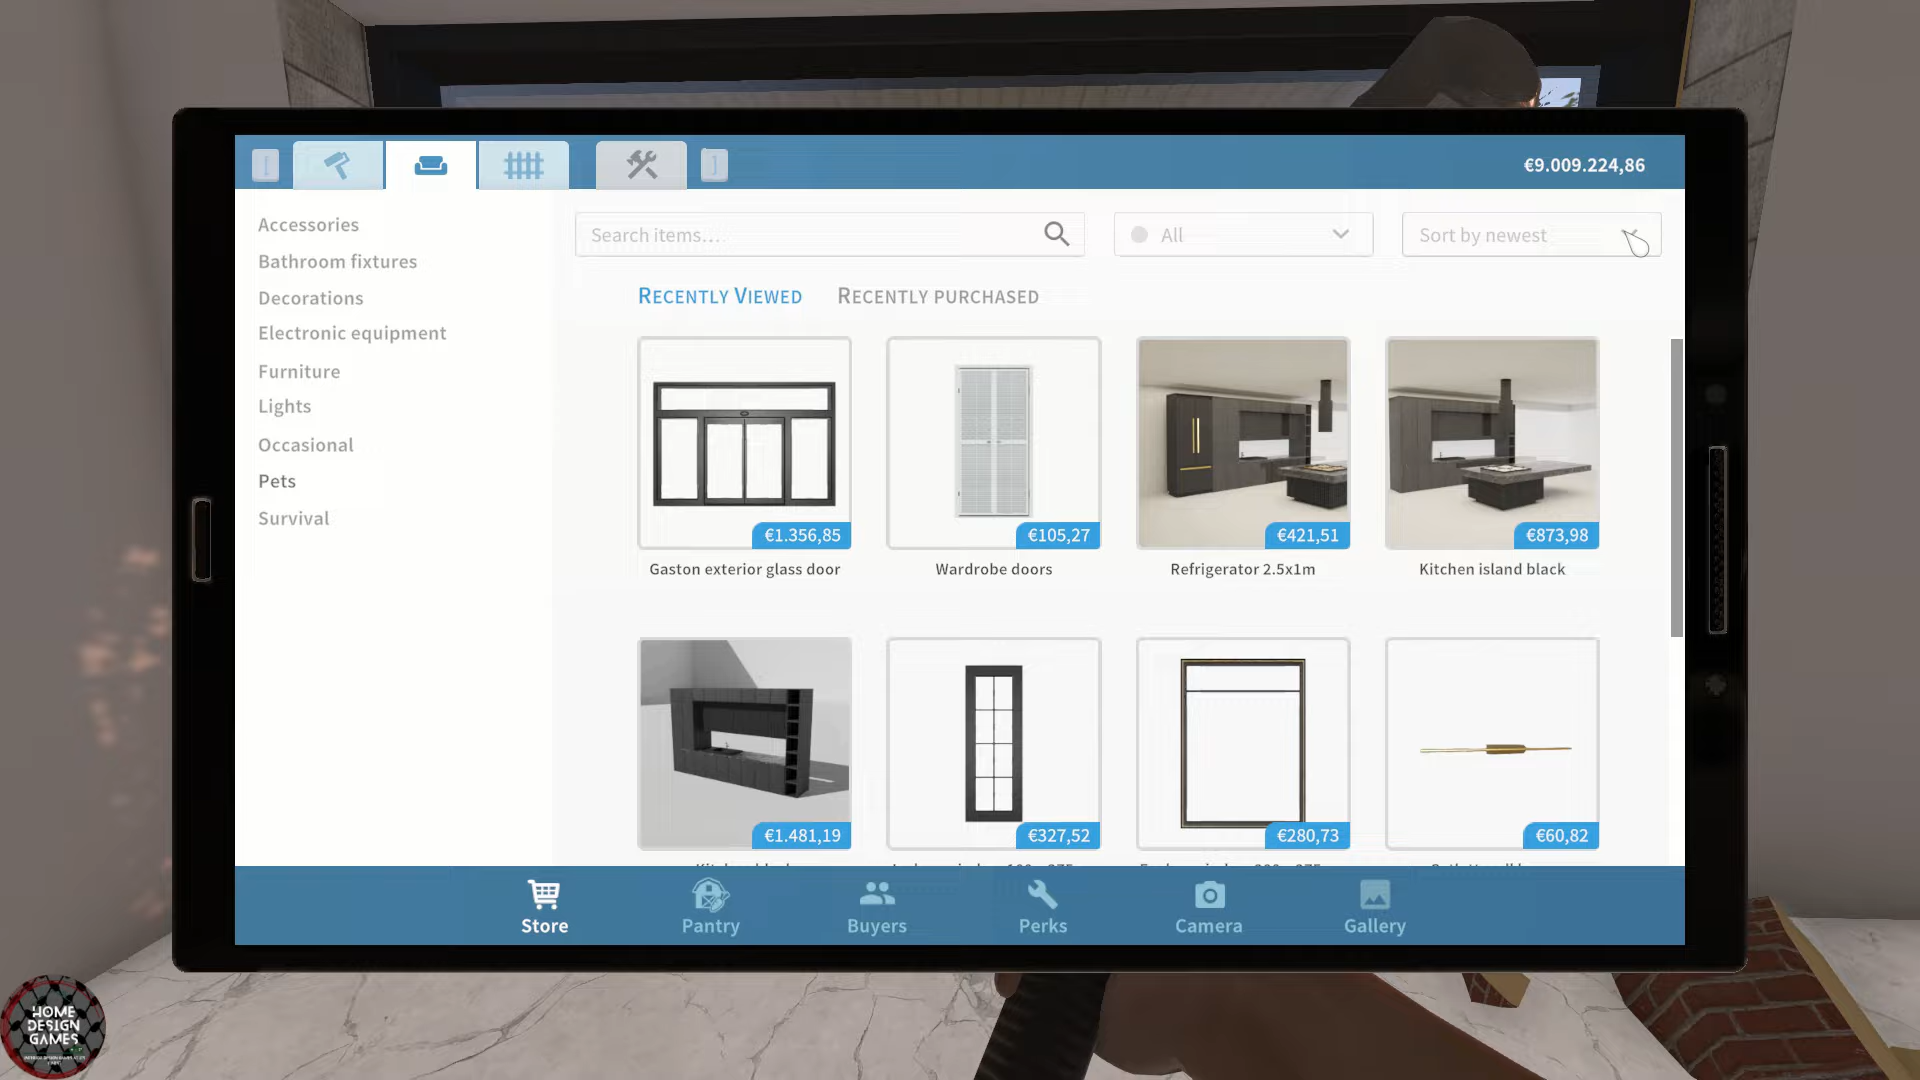 €9.009.224,86
Accessories
Bathroom fixtures
Decorations
Electronic equipment
Furniture
Lights
Occasional
Pets
Survival
Search items....
All
Sort by newest
RECENTLY VIEWED
RECENTLY PURCHASED
€1.356,85
€105,27
€421,51
€873,98
Gaston exterior glass door
Wardrobe doors
Refrigerator 2.5x1m
Kitchen island black
€1.481,19
€327,52
€280,73
€60,82
Store
Pantry
Buyers
Perks
Camera
Gallery
HOME
DESIGN
GAMES